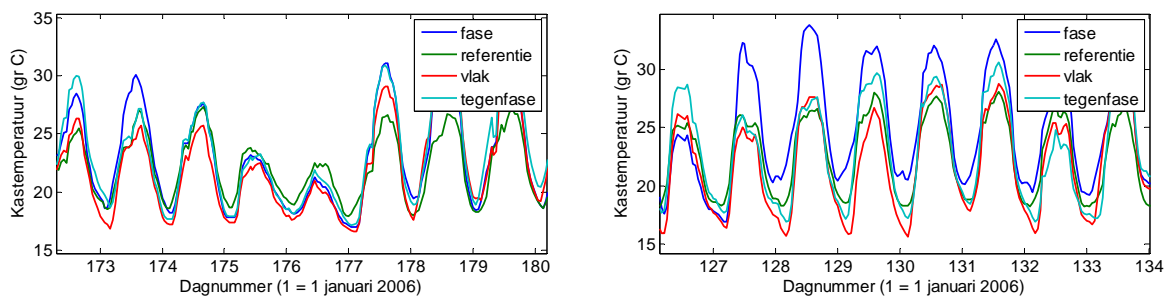 35
30
25
20
15
Kastemperatuur (gr C)
173 174 175 176 177 178 179 180
Dagnummer (1 = 1 januari 2006)
fase
referentie
vlak
tegenfase
35
30
25
20
15
Kastemperatuur (gr C)
127 128 129 130 131 132 133 134
Dagnummer (1 = 1 januari 2006)
fase
referentie
vlak
tegenfase